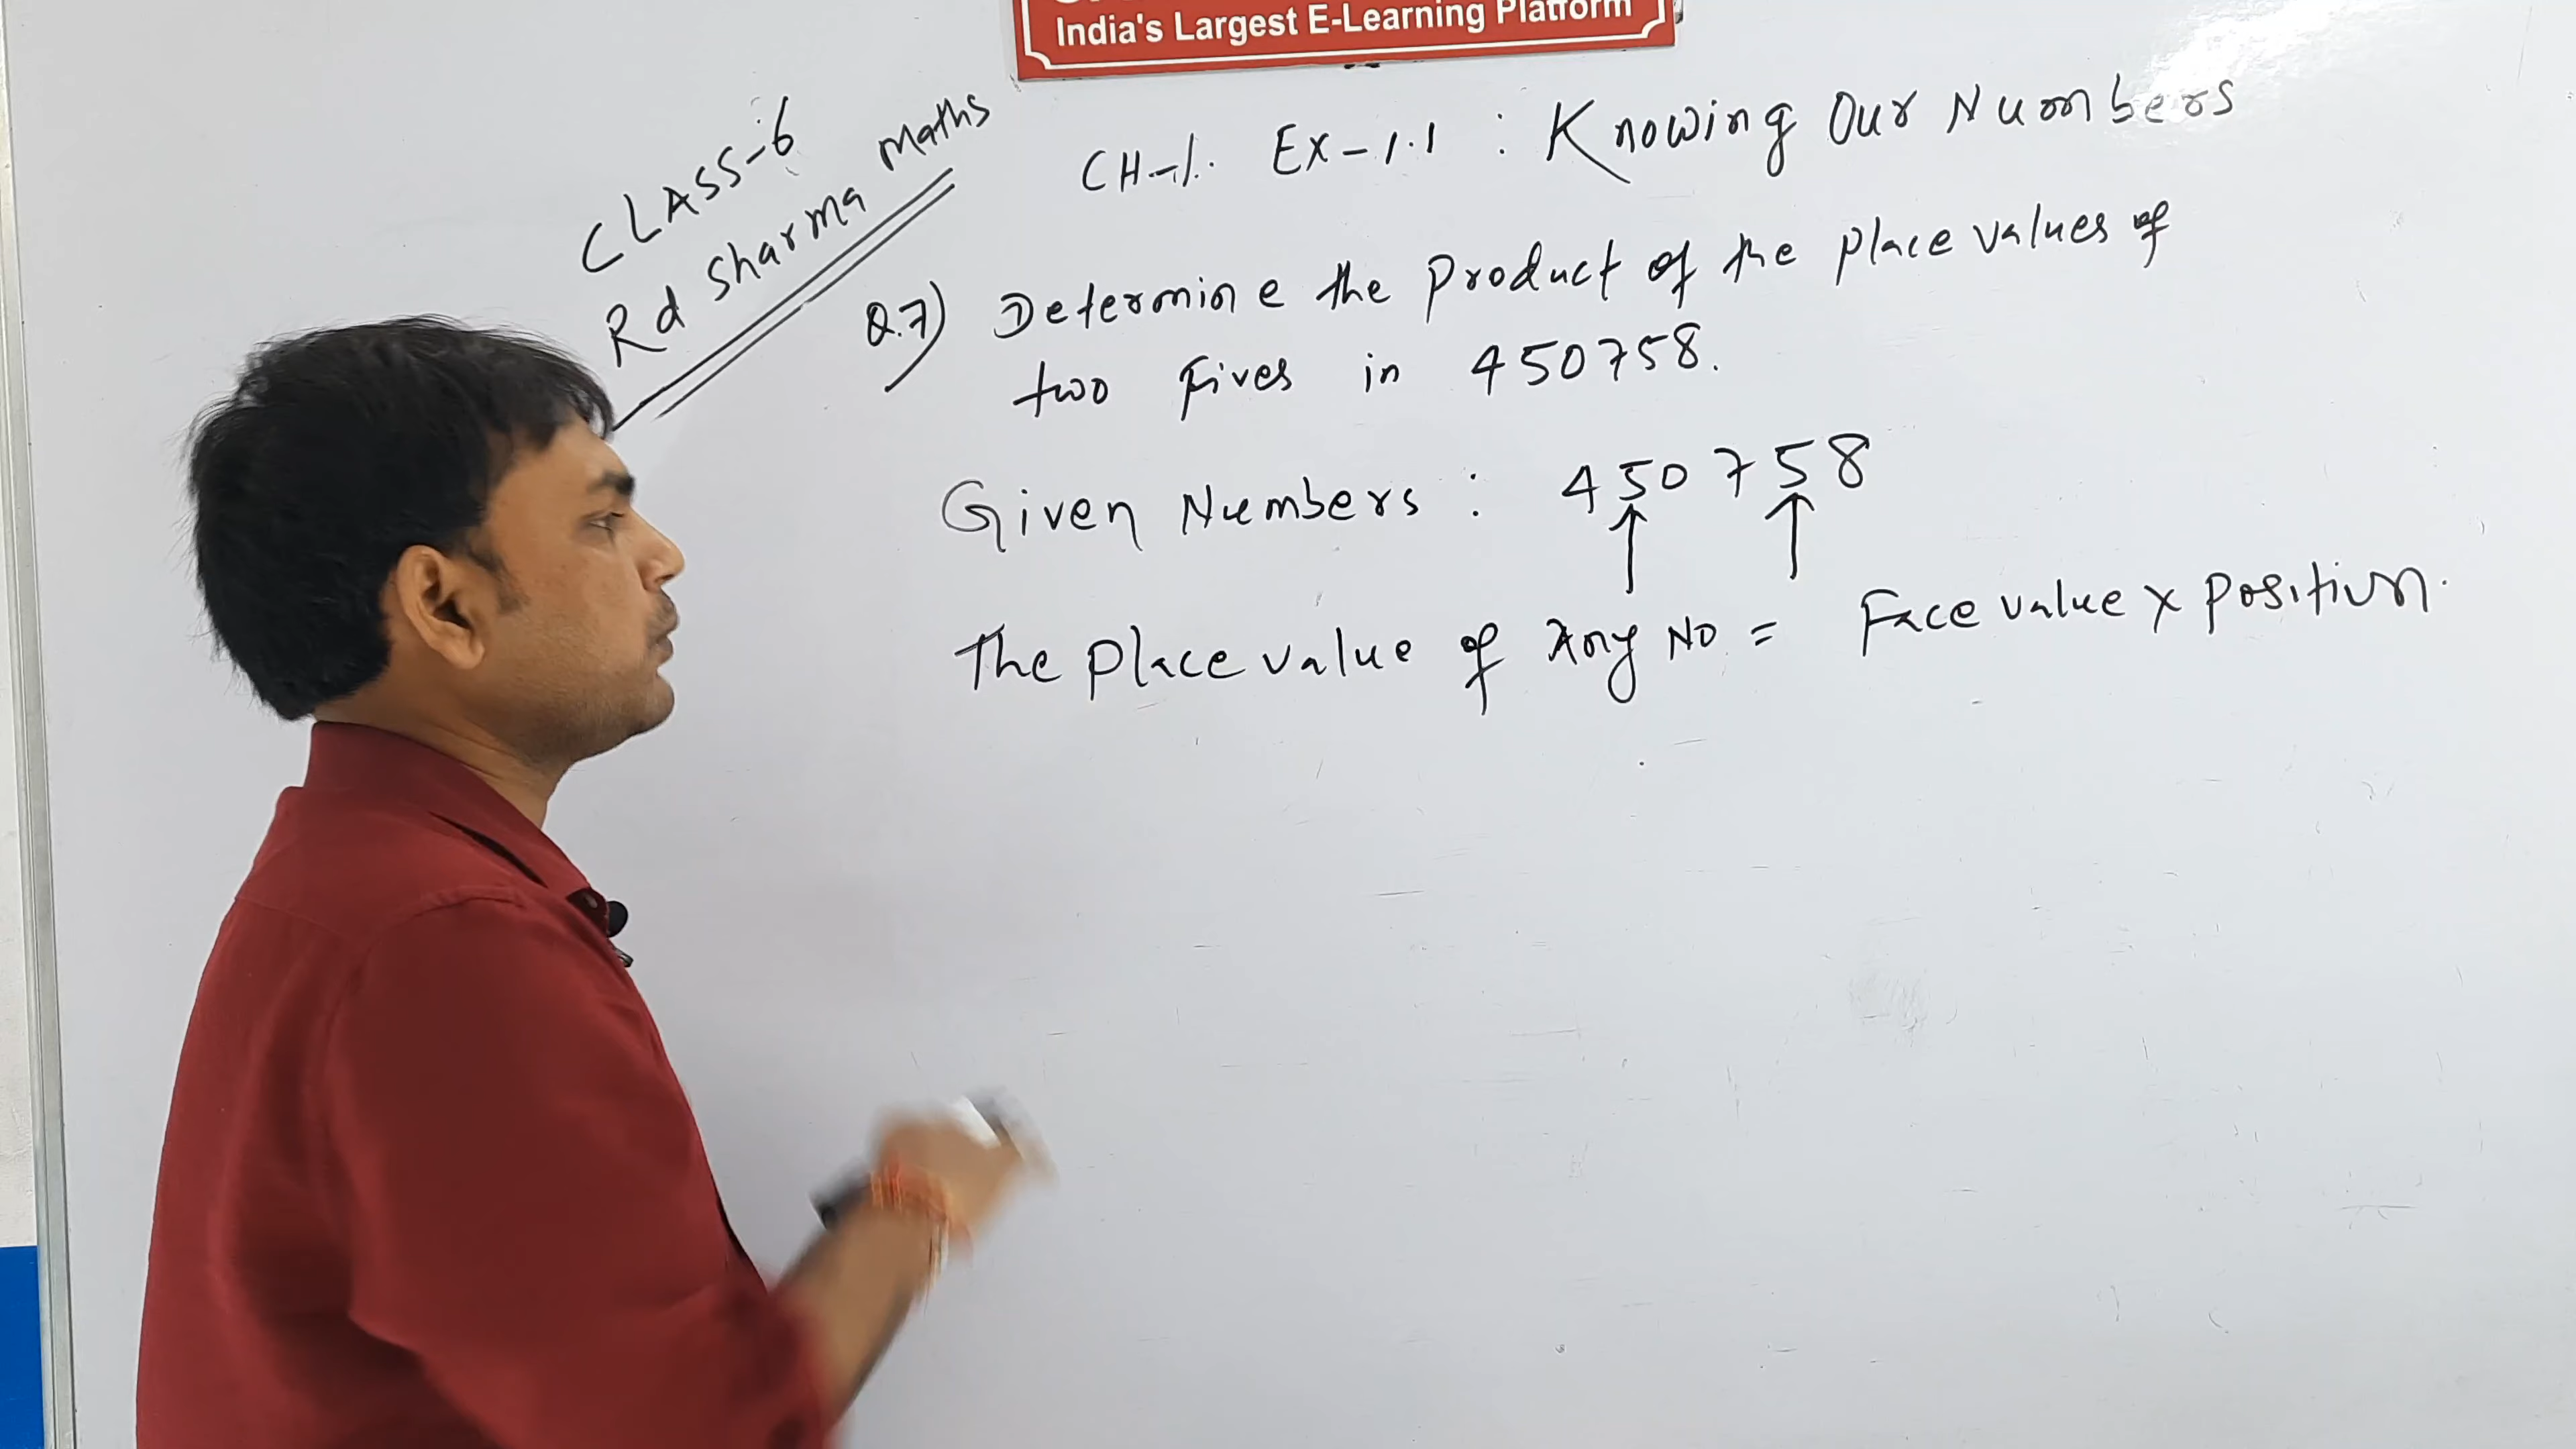 India's Largest E-Learning Platform
CLASS-6
Rd Sharma Maths
CH-1. Ex-1.1 : Knowing Our Numbers
Q.7) Determine the Product of the place values of
two Fives in 450758.
Given Numbers : 450758
The place value of Any No = Face value x position.